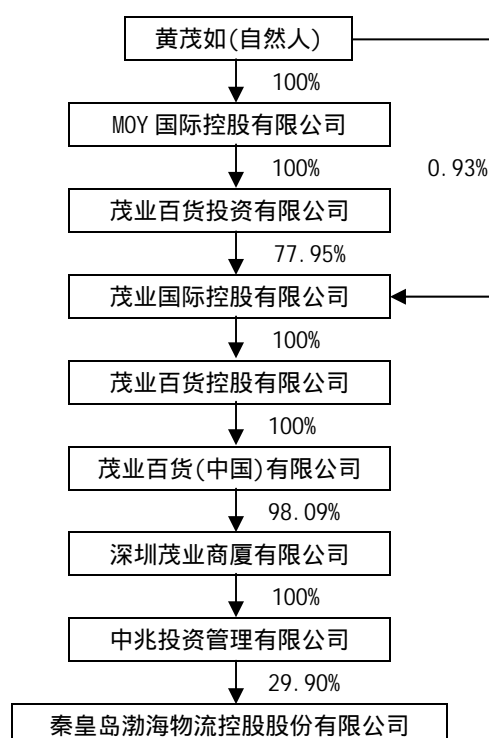 黄茂如(自然人)
100%
MOY 国际控股有限公司
100%
0.93%
茂业百货投资有限公司
77.95%
茂业国际控股有限公司
100%
茂业百货控股有限公司
100%
茂业百货(中国)有限公司
98.09%
深圳茂业商厦有限公司
100%
中兆投资管理有限公司
29.90%
秦皇岛渤海物流控股股份有限公司